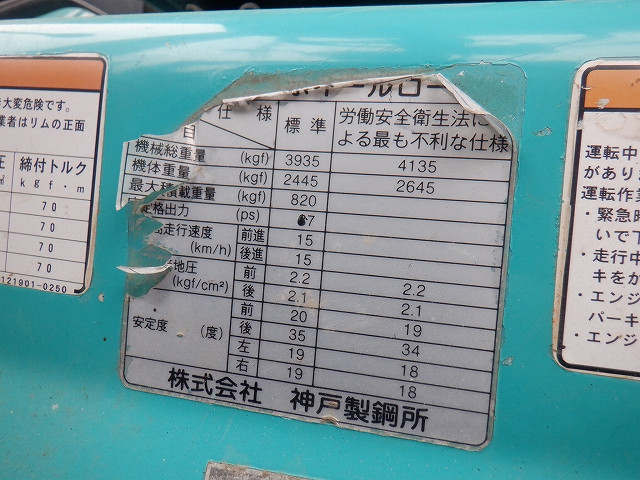 大変危険です。
業者はリムの正面
圧 締付トルク
kgf・m
70
70
70
70
121901-0250
ホイールロー
仕様 標準 労働安全衛生法に
よる最も不利な仕様
目
機械総重量 (kgf) 3935 4135
機体重量 (kgf) 2445 2645
最大積載重量 (kgf) 820
定格出力 (ps) 7
高走行速度 (km/h) 前進 15
後進 15
地圧 (kgf/cm²) 前 2.2 2.2
後 2.1 2.1
安定度 (度) 前 20 19
後 35 34
左 19 18
右 19 18
株式会社 神戸製鋼所
運転中
があり
運転作業
・緊急時
いで下
・走行中
キをか
・エンジ
パーキ
・エンジ